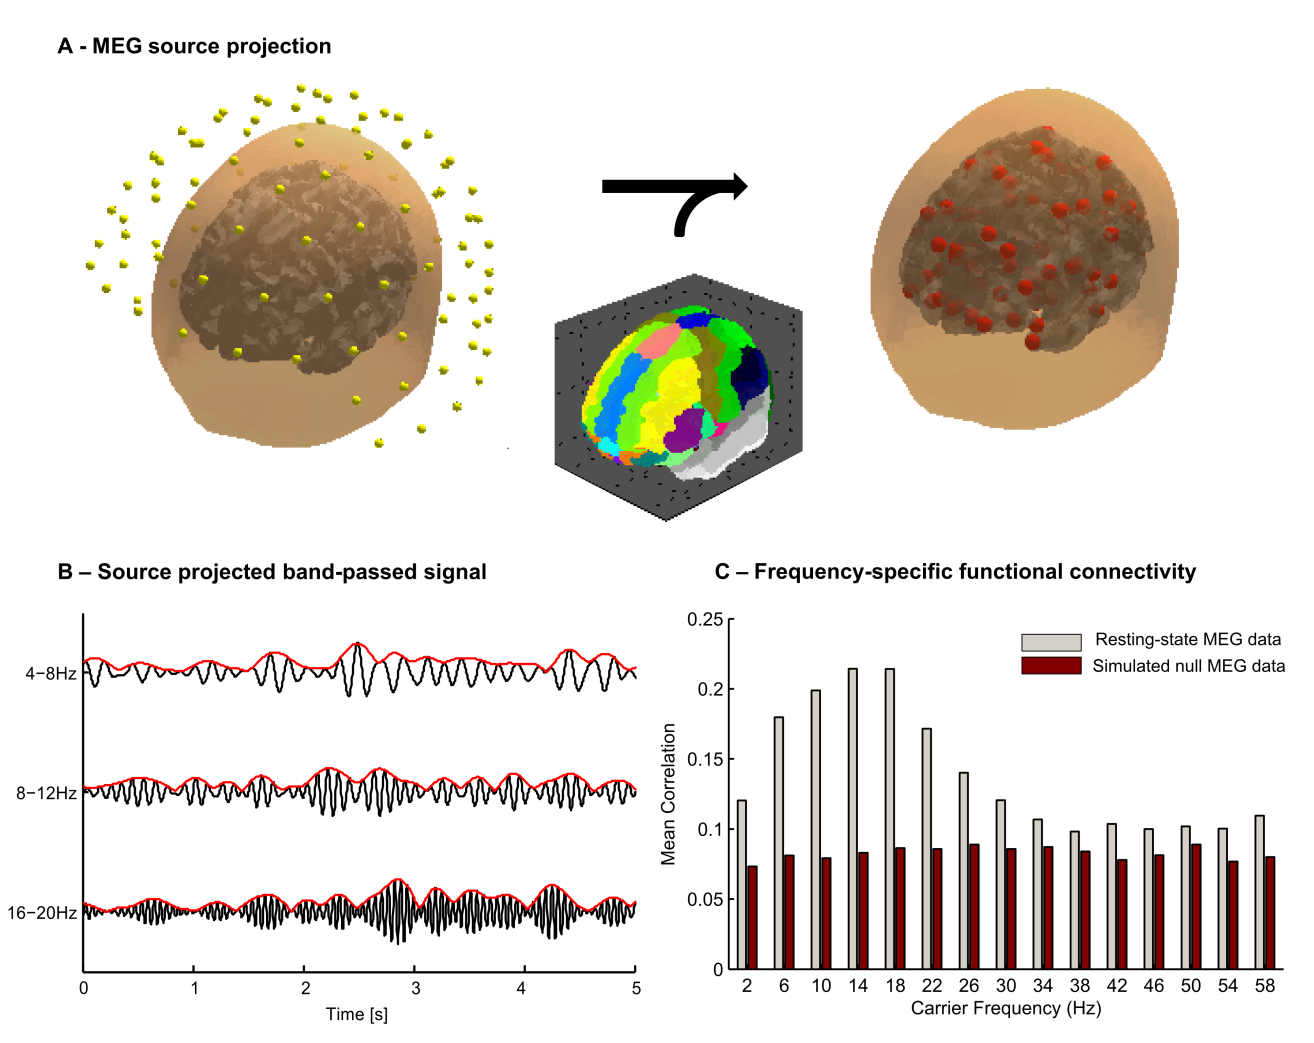 A - MEG source projection
B – Source projected band-passed signal
4−8Hz
8−12Hz
16−20Hz
0 1 2 3 4 5
Time [s]
C – Frequency-specific functional connectivity
0.25
0.2
0.15
0.1
0.05
0
Mean Correlation
Resting-state MEG data
Simulated null MEG data
2 6 10 14 18 22 26 30 34 38 42 46 50 54 58
Carrier Frequency (Hz)